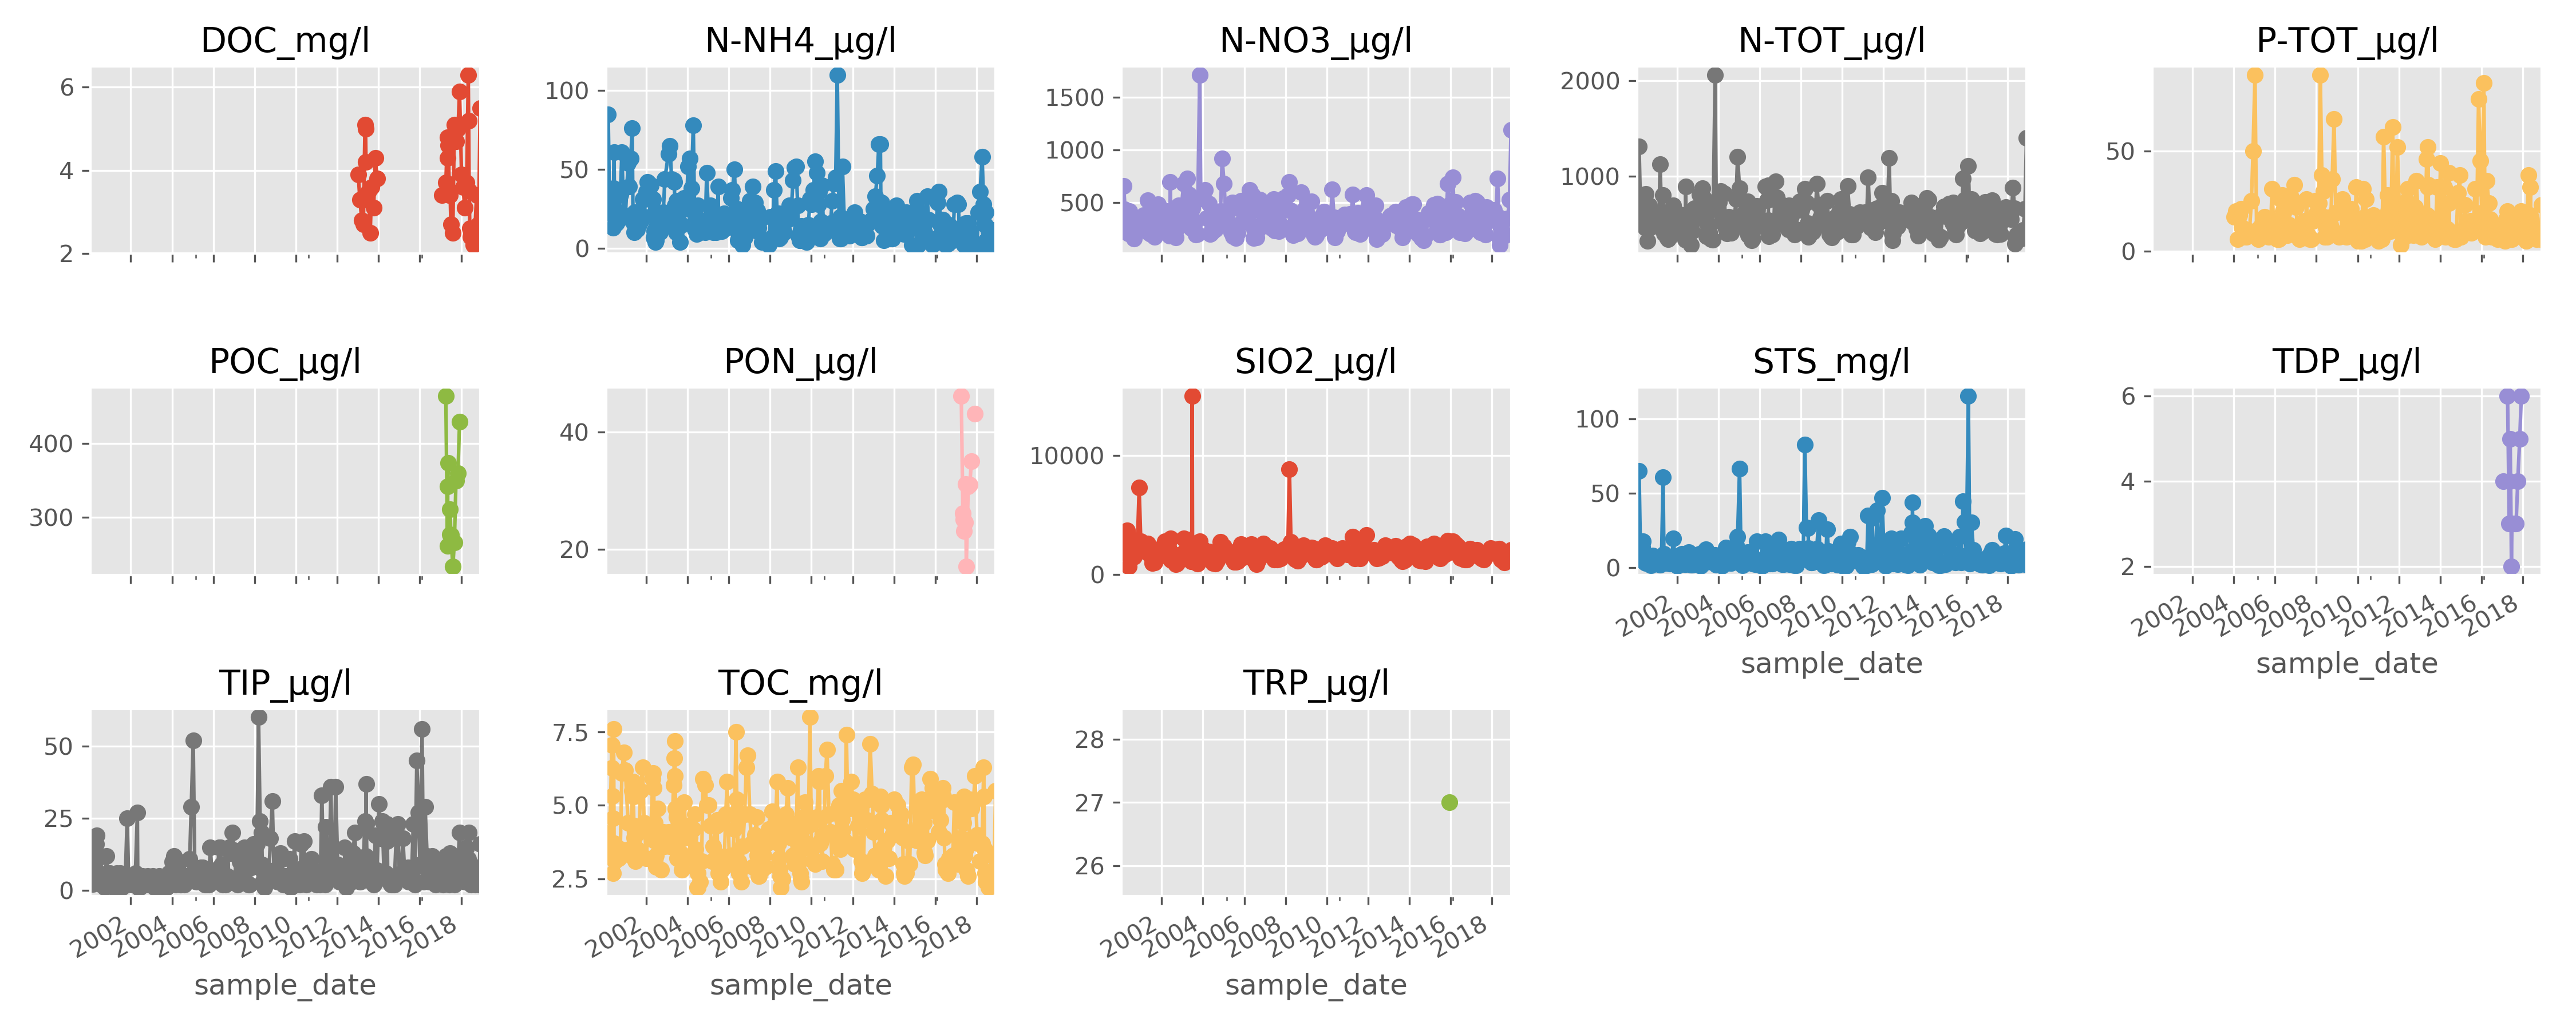 DOC_mg/l
N-NH4_µg/l
N-NO3_µg/l
N-TOT_µg/l
P-TOT_µg/l
6
4
2
100
50
0
1500
1000
500
2000
1000
50
0
POC_µg/l
PON_µg/l
SIO2_µg/l
STS_mg/l
TDP_µg/l
400
300
40
20
10000
0
100
50
0
6
4
2
2002 2004 2006 2008 2010 2012 2014 2016 2018
2002 2004 2006 2008 2010 2012 2014 2016 2018
sample_date
sample_date
TIP_µg/l
TOC_mg/l
TRP_µg/l
50
25
0
7.5
5.0
2.5
28
27
26
2002 2004 2006 2008 2010 2012 2014 2016 2018
2002 2004 2006 2008 2010 2012 2014 2016 2018
2002 2004 2006 2008 2010 2012 2014 2016 2018
sample_date
sample_date
sample_date